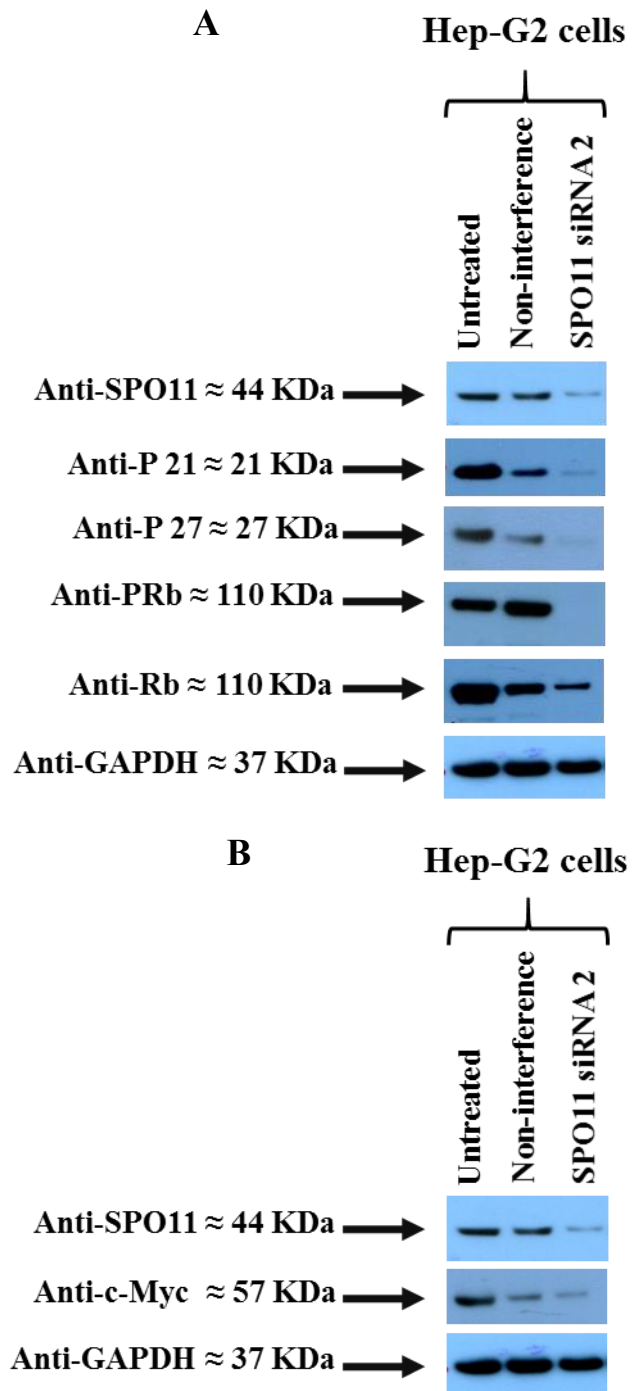 A
Hep-G2 cells
Untreated
Non-interference
SPO11 siRNA 2
Anti-SPO11 ≈ 44 KDa
Anti-P 21 ≈ 21 KDa
Anti-P 27 ≈ 27 KDa
Anti-PRb ≈ 110 KDa
Anti-Rb ≈ 110 KDa
Anti-GAPDH ≈ 37 KDa
B
Hep-G2 cells
Untreated
Non-interference
SPO11 siRNA 2
Anti-SPO11 ≈ 44 KDa
Anti-c-Myc ≈ 57 KDa
Anti-GAPDH ≈ 37 KDa